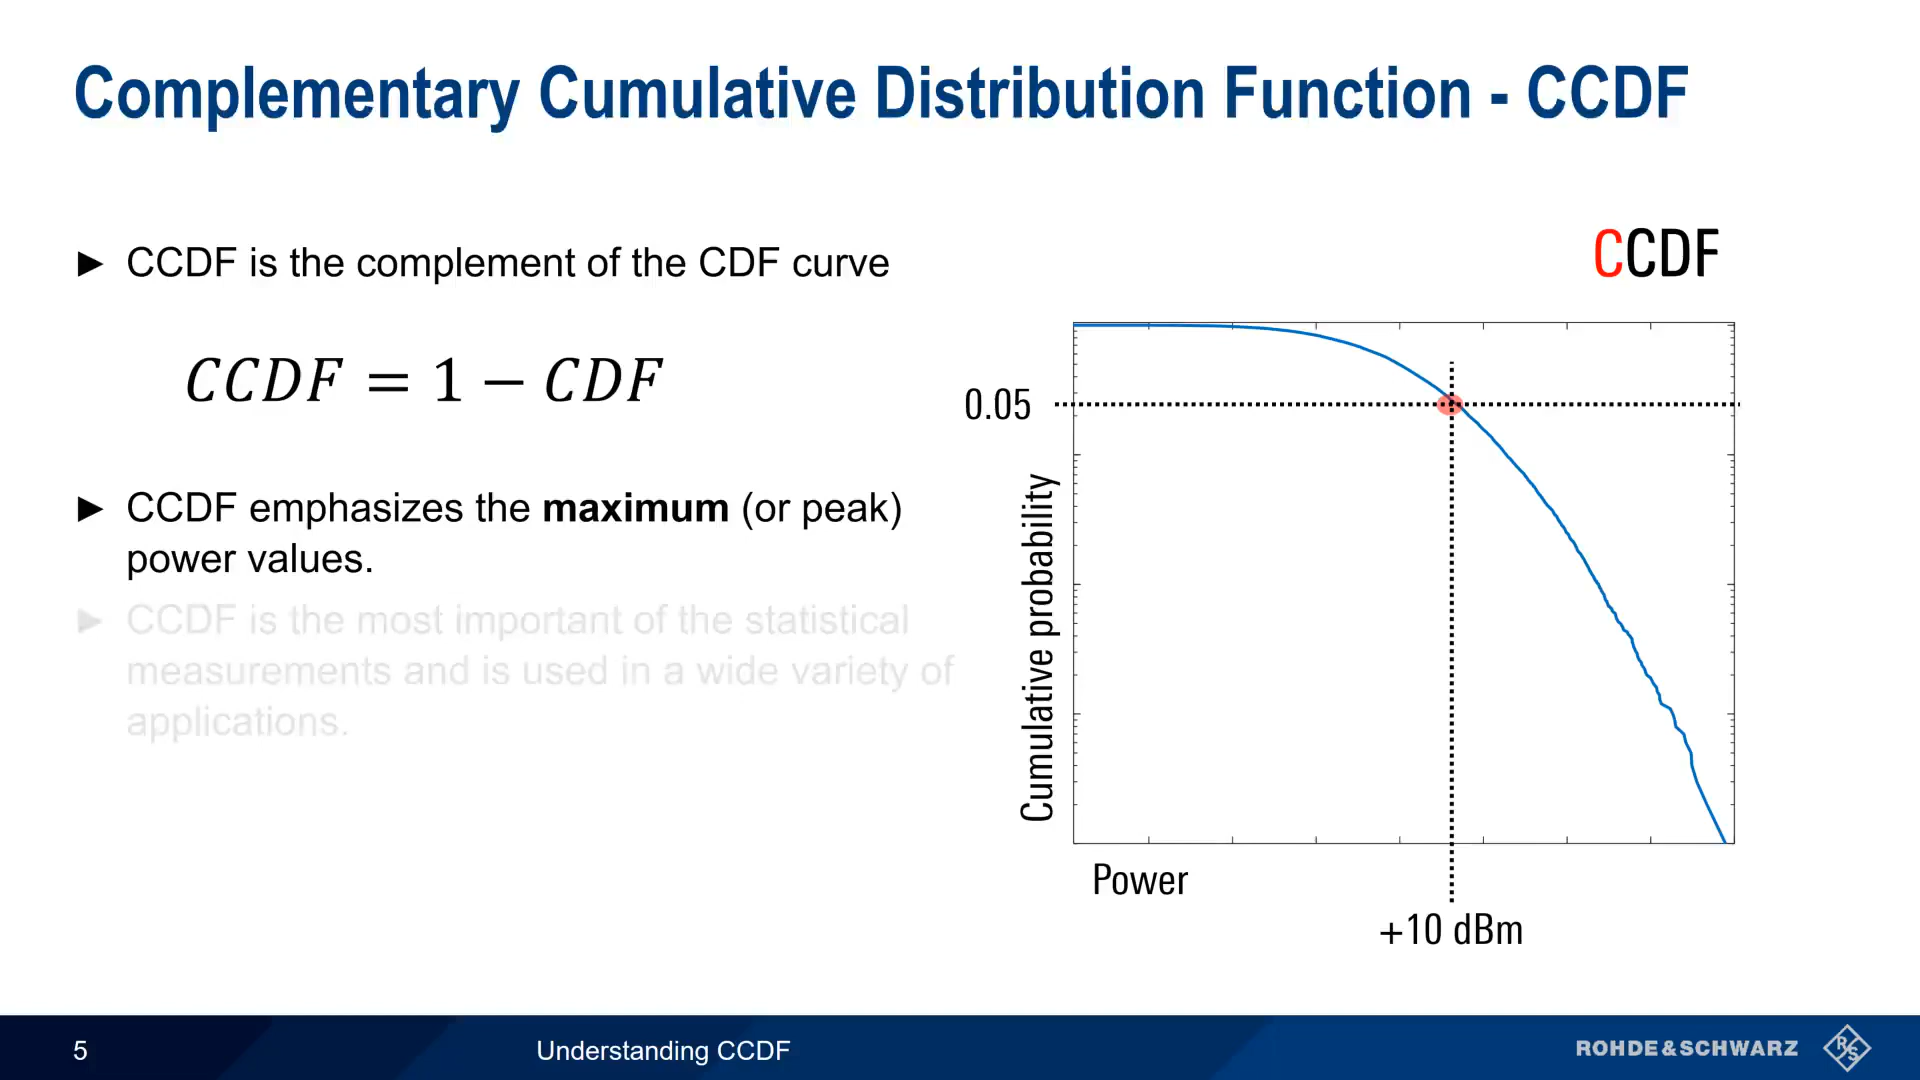 Complementary Cumulative Distribution Function - CCDF
► CCDF is the complement of the CDF curve
CCDF = 1 − CDF
► CCDF emphasizes the maximum (or peak)
power values.
► CCDF is the most important of the statistical
measurements and is used in a wide variety of
applications.
CCDF
0.05
Cumulative probability
Power
+10 dBm
5
Understanding CCDF
ROHDE&SCHWARZ
R&S